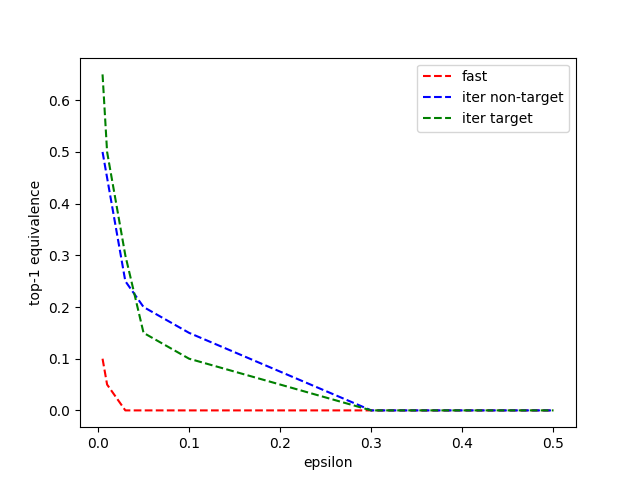 fast
iter non-target
iter target
top-1 equivalence
0.6
0.5
0.4
0.3
0.2
0.1
0.0
0.0 0.1 0.2 0.3 0.4 0.5
epsilon